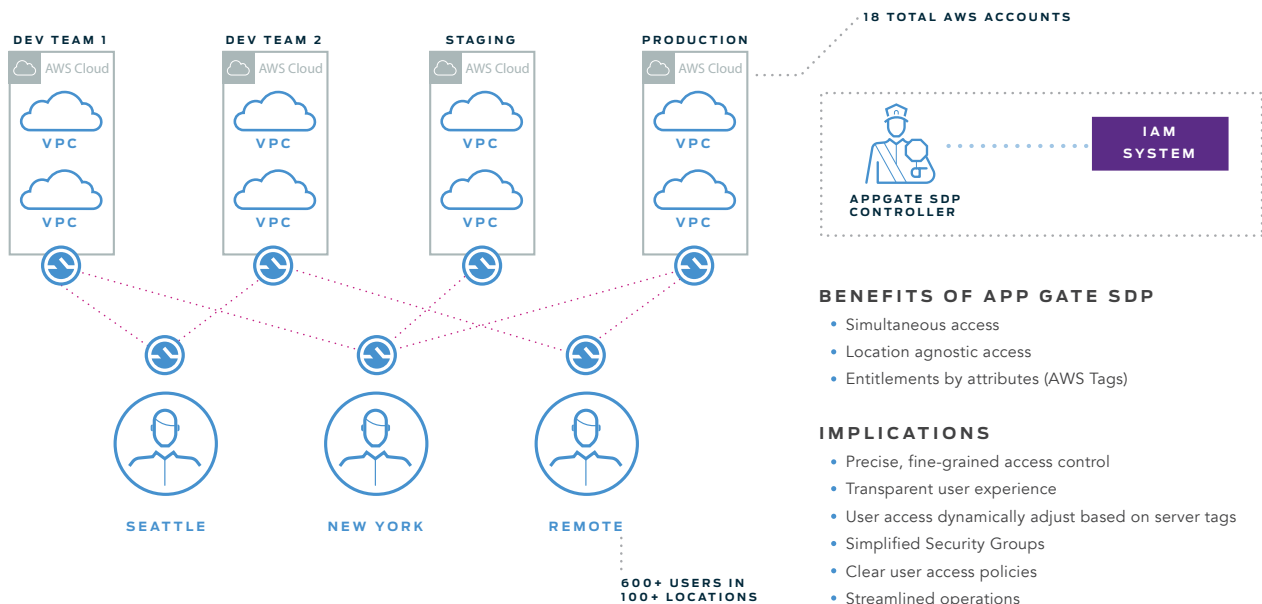 18 TOTAL AWS ACCOUNTS
DEV TEAM 1
DEV TEAM 2
STAGING
PRODUCTION
AWS Cloud
AWS Cloud
AWS Cloud
AWS Cloud
VPC
VPC
VPC
VPC
VPC
VPC
VPC
VPC
IAM
SYSTEM
APPGATE SDP
CONTROLLER
SEATTLE
NEW YORK
REMOTE
600+ USERS IN
100+ LOCATIONS
BENEFITS OF APP GATE SDP
• Simultaneous access
• Location agnostic access
• Entitlements by attributes (AWS Tags)
IMPLICATIONS
• Precise, fine-grained access control
• Transparent user experience
• User access dynamically adjust based on server tags
• Simplified Security Groups
• Clear user access policies
• Streamlined operations